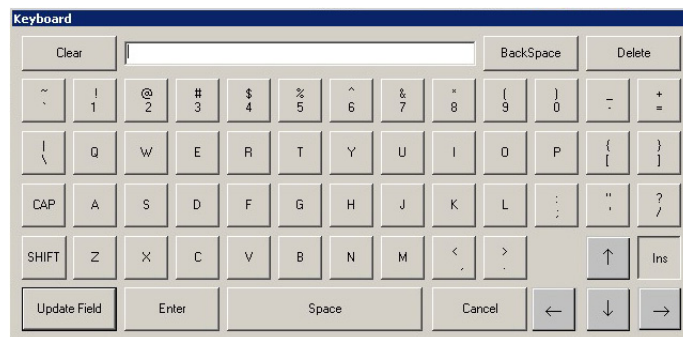 Keyboard
Clear BackSpace Delete
~ ! @ # $ % ^ & * ( ) _ +
` 1 2 3 4 5 6 7 8 9 0 - =
| Q W E R T Y U I O P { }
\ [ ]
CAP A S D F G H J K L : " ?
; ' /
SHIFT Z X C V B N M < > ↑ Ins
, .
Update Field Enter Space Cancel ← ↓ →